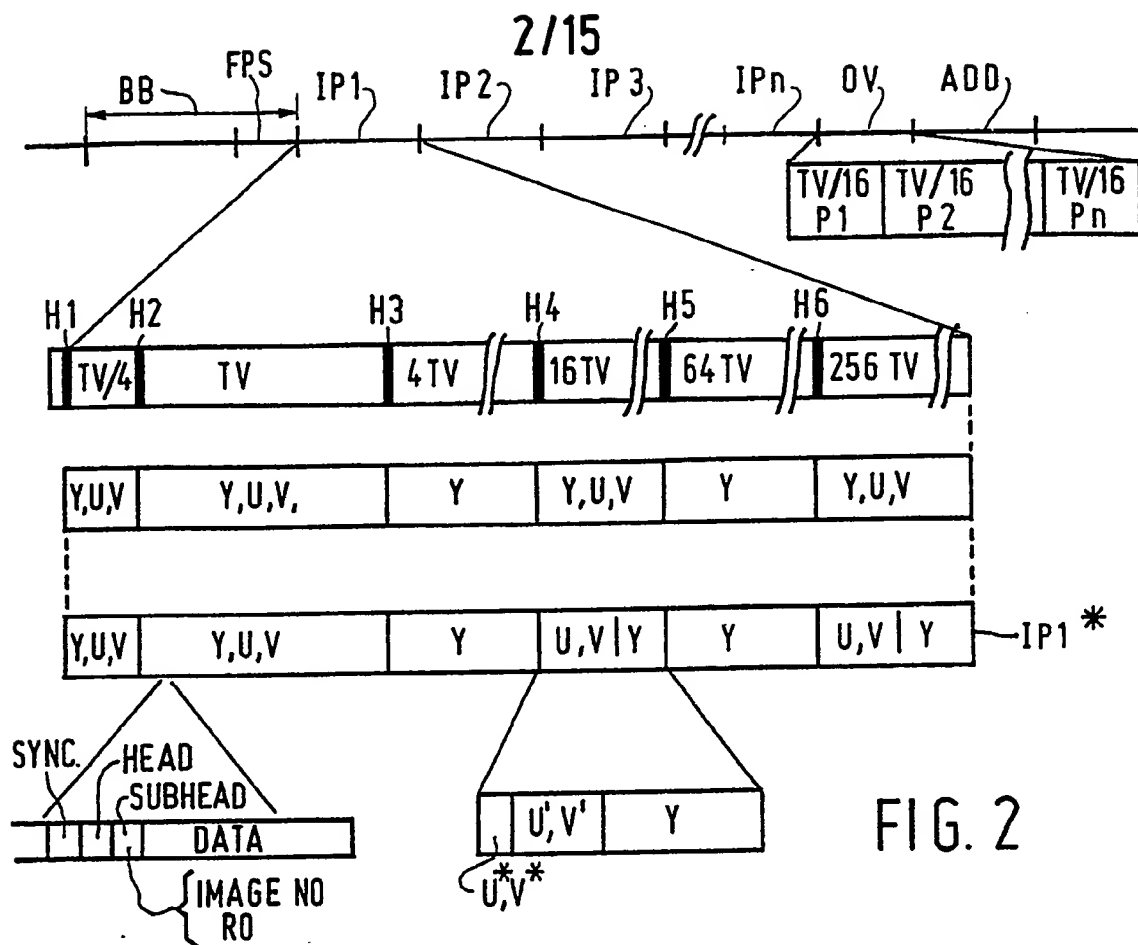 2/15
BB FPS IP1 IP2 IP3 IPn OV ADD
TV/16 P1 TV/16 P2 TV/16 Pn
H1 H2 H3 H4 H5 H6
TV/4 TV 4TV 16TV 64TV 256 TV
Y,U,V Y,U,V, Y Y,U,V Y Y,U,V
Y,U,V Y,U,V Y U,V Y Y U,V Y IP1*
SYNC. HEAD
SUBHEAD
DATA
IMAGE NO
RO
U',V' Y
U*,V*
FIG. 2